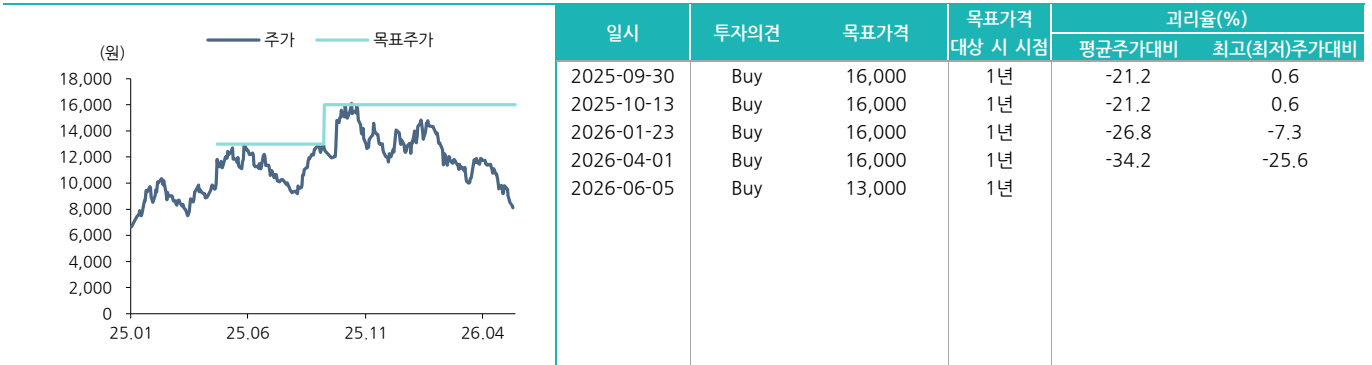 주가 목표주가
(원)
18,000
16,000
14,000
12,000
10,000
8,000
6,000
4,000
2,000
0
25.01 25.06 25.11 26.04
일시 투자의견 목표가격 목표가격 대상 시 시점 괴리율(%)
평균주가대비 최고(최저)주가대비
2025-09-30 Buy 16,000 1년 -21.2 0.6
2025-10-13 Buy 16,000 1년 -21.2 0.6
2026-01-23 Buy 16,000 1년 -26.8 -7.3
2026-04-01 Buy 16,000 1년 -34.2 -25.6
2026-06-05 Buy 13,000 1년